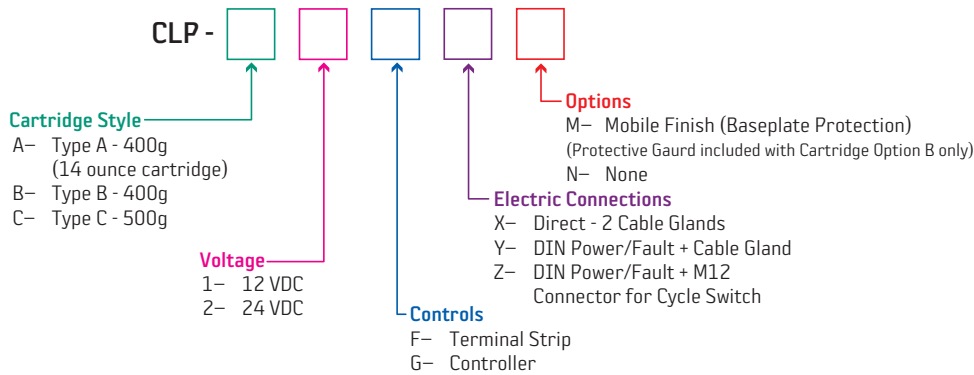 CLP -
Cartridge Style
A– Type A - 400g
(14 ounce cartridge)
B– Type B - 400g
C– Type C - 500g
Voltage
1– 12 VDC
2– 24 VDC
Controls
F– Terminal Strip
G– Controller
Electric Connections
X– Direct - 2 Cable Glands
Y– DIN Power/Fault + Cable Gland
Z– DIN Power/Fault + M12
Connector for Cycle Switch
Options
M– Mobile Finish (Baseplate Protection)
(Protective Gaurd included with Cartridge Option B only)
N– None